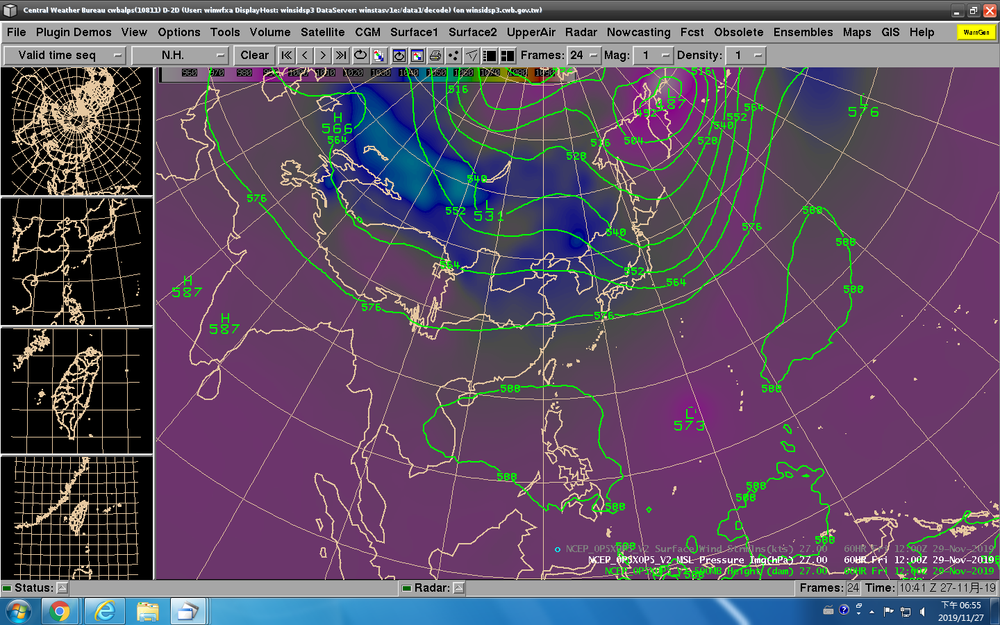 Central Weather Bureau cwbalps(10811) D-2D (User: winwfxa DisplayHost: winsidsp3 DataServer: winstasv1e:/data1/decode) (on winsidsp3.cwb.gov.tw)
File Plugin Demos View Options Tools Volume Satellite CGM Surface1 Surface2 UpperAir Radar Nowcasting Fcst Obsolete Ensembles Maps GIS Help WarnGen
Valid time seq N.H. Clear Frames: 24 Mag: 1 Density: 1
960 970 980 1000 1010 1020 1030 1040 1050 1060 1070 1080 1090
516
516
L
487
492
L
576
564
552
540
H
566
564
504
528
516
528
540
576
L
531
552
540
588
576
588
564
552
564
588
H
587
576
576
H
587
588
588
L
573
588
588
588
588
588
588
NCEP_0P5X0P5_V2 Surface Wind Strmlns(kts) 27.00 60HR Fri 12:00Z 29-Nov-2019
NCEP_0P5X0P5_V2 MSL Pressure Img(hPa) 27.00 60HR Fri 12:00Z 29-Nov-2019
NCEP_0P5X0P5_V2 500MB Height (dam) 27.00 60HR Fri 12:00Z 29-Nov-2019
588
Status: Radar: Frames: 24 Time: 10:41 Z 27-11月-19
下午 06:55
2019/11/27